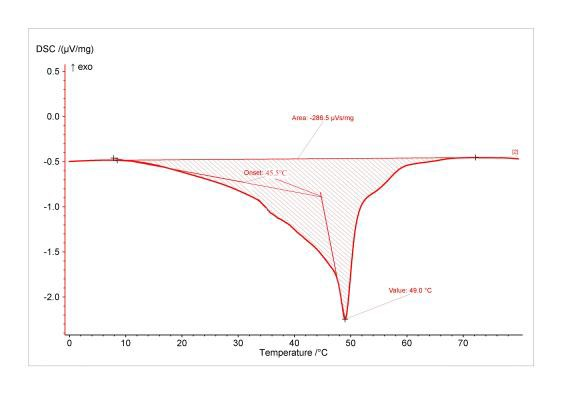 DSC /(µV/mg)
↑ exo
0.5
0.0
-0.5
-1.0
-1.5
-2.0
Area: -286.5 µVs/mg
[2]
Onset: 45.5°C
Value: 49.0 °C
0 10 20 30 40 50 60 70
Temperature /°C